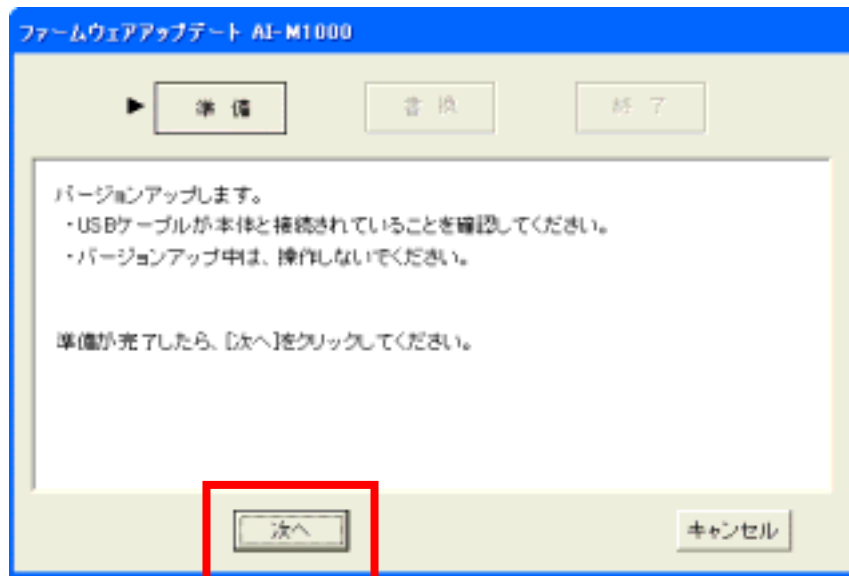 ファームウェアアップデート AI-M1000
▶ 準 備 書 換 終 了
バージョンアップします。
・USBケーブルが本体と接続されていることを確認してください。
・バージョンアップ中は、操作しないでください。
準備が完了したら、[次へ]をクリックしてください。
次へ キャンセル